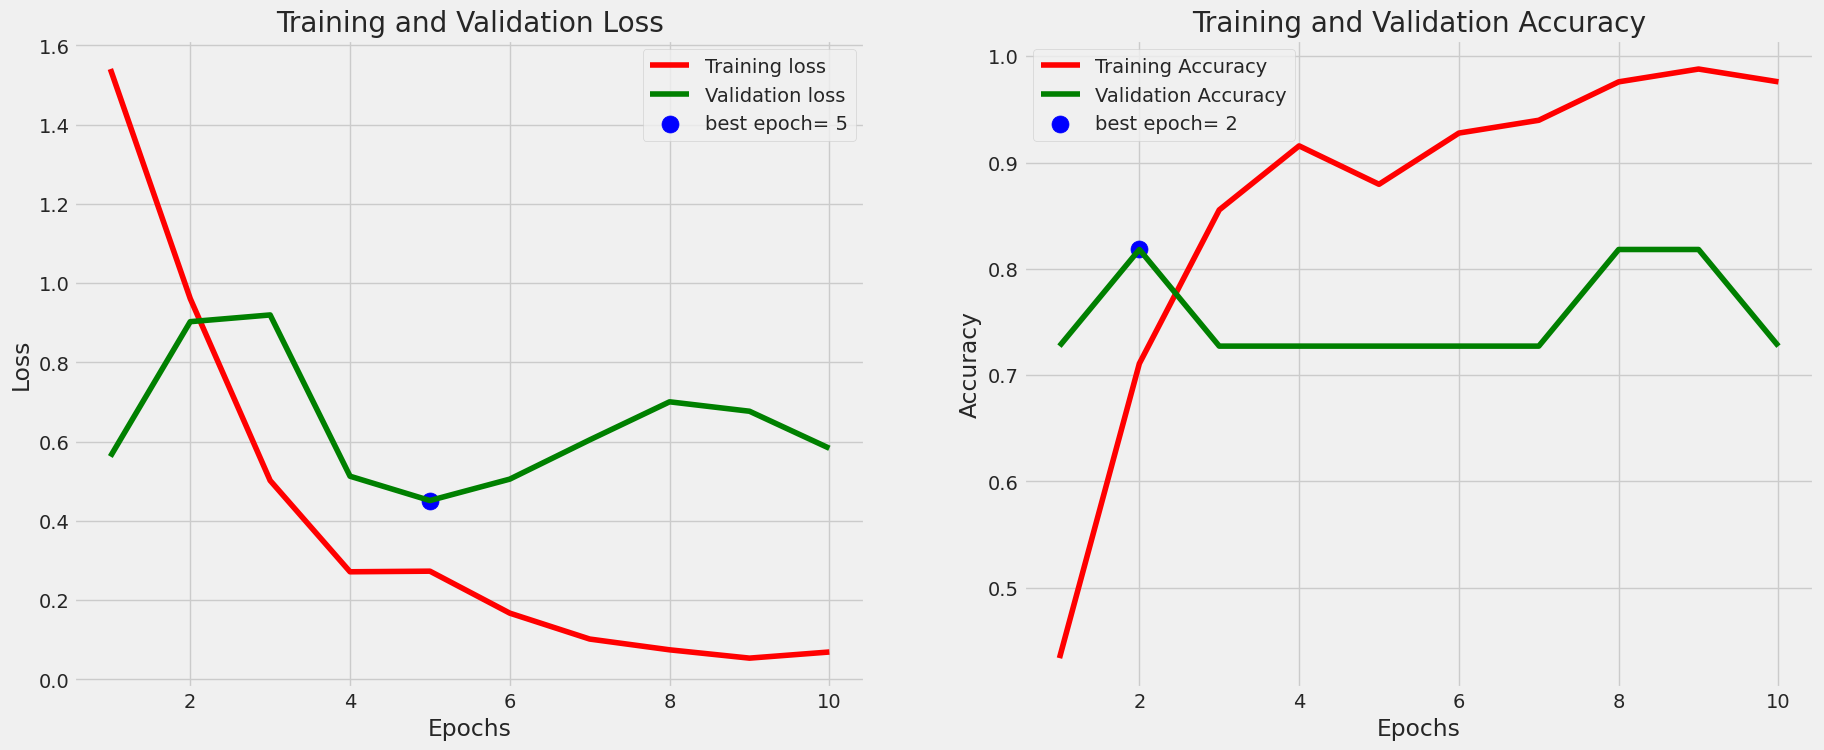 Training and Validation Loss
1.6
1.4
1.2
1.0
0.8
0.6
0.4
0.2
0.0
Loss
Training loss
Validation loss
best epoch= 5
2 4 6 8 10
Epochs
Training and Validation Accuracy
1.0
0.9
0.8
0.7
0.6
0.5
Accuracy
Training Accuracy
Validation Accuracy
best epoch= 2
2 4 6 8 10
Epochs